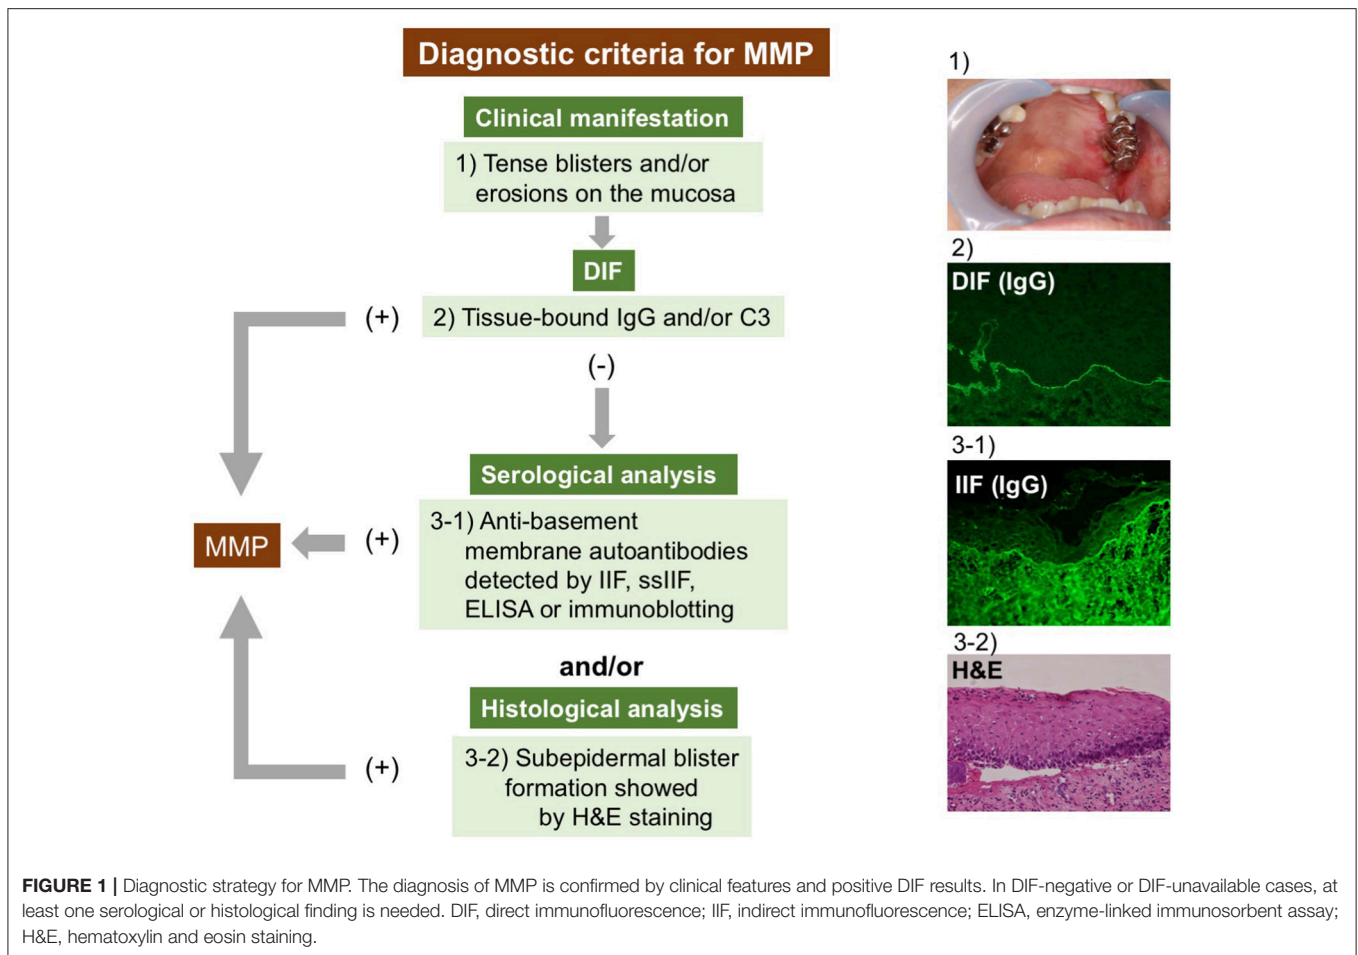 Diagnostic criteria for MMP
Clinical manifestation
1) Tense blisters and/or
erosions on the mucosa
DIF
(+)
2) Tissue-bound IgG and/or C3
(-)
Serological analysis
MMP
(+)
3-1) Anti-basement
membrane autoantibodies
detected by IIF, ssIIF,
ELISA or immunoblotting
and/or
Histological analysis
(+)
3-2) Subepidermal blister
formation showed
by H&E staining
1)
2)
DIF (IgG)
3-1)
IIF (IgG)
3-2)
H&E
FIGURE 1 | Diagnostic strategy for MMP. The diagnosis of MMP is confirmed by clinical features and positive DIF results. In DIF-negative or DIF-unavailable cases, at
least one serological or histological finding is needed. DIF, direct immunofluorescence; IIF, indirect immunofluorescence; ELISA, enzyme-linked immunosorbent assay;
H&E, hematoxylin and eosin staining.